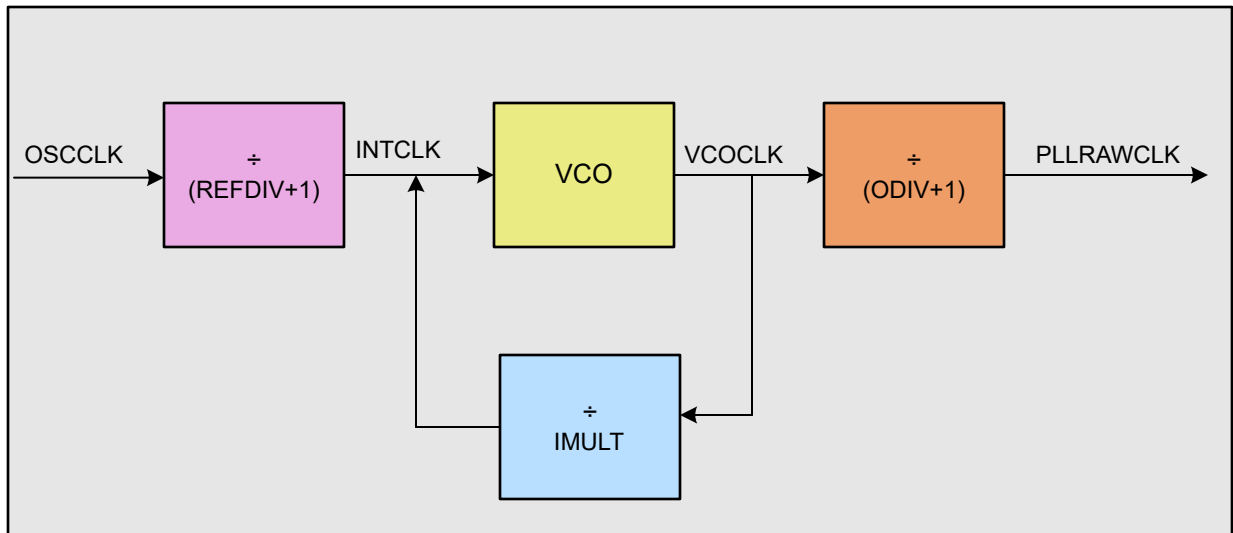 OSCCLK
÷
(REFDIV+1)
INTCLK
VCO
VCOCLK
÷
(ODIV+1)
PLLRAWCLK
÷
IMULT